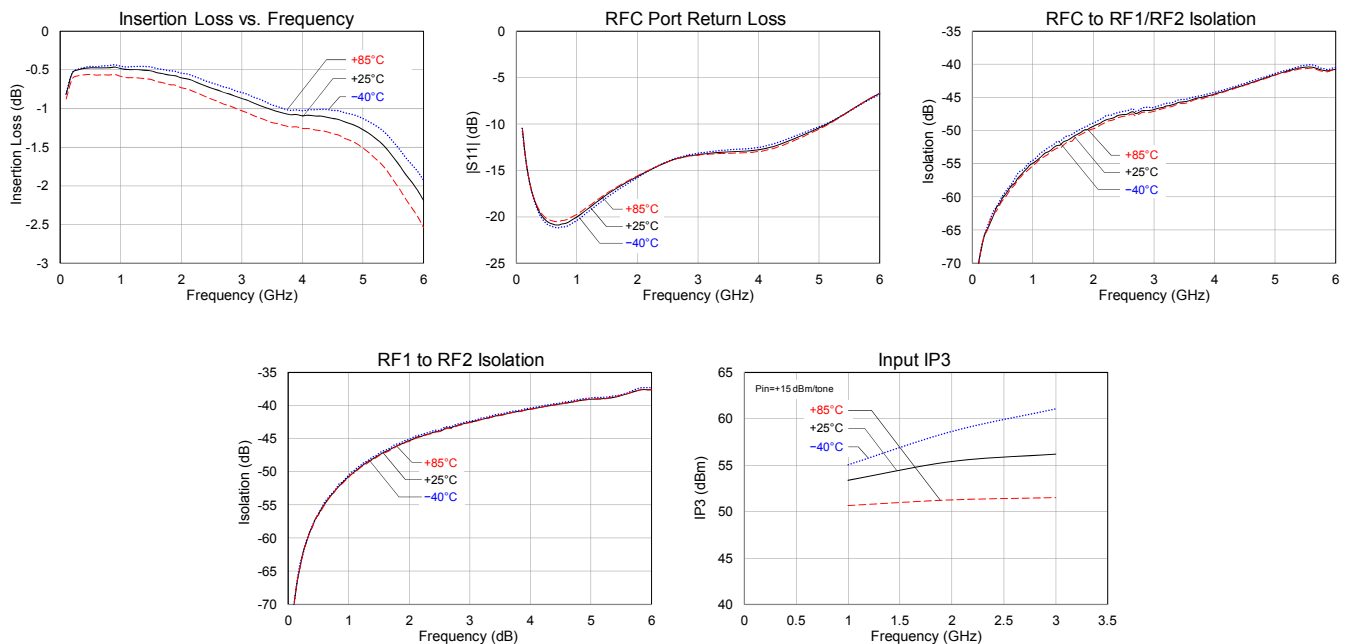 Insertion Loss vs. Frequency
0
-0.5
-1
-1.5
-2
-2.5
-3
Insertion Loss (dB)
+85°C
+25°C
−40°C
0 1 2 3 4 5 6
Frequency (GHz)
RFC Port Return Loss
0
-5
-10
-15
-20
-25
|S11| (dB)
+85°C
+25°C
−40°C
0 1 2 3 4 5 6
Frequency (GHz)
RFC to RF1/RF2 Isolation
-35
-40
-45
-50
-55
-60
-65
-70
Isolation (dB)
+85°C
+25°C
−40°C
0 1 2 3 4 5 6
Frequency (GHz)
RF1 to RF2 Isolation
-35
-40
-45
-50
-55
-60
-65
-70
Isolation (dB)
+85°C
+25°C
−40°C
0 1 2 3 4 5 6
Frequency (dB)
Input IP3
65
60
55
50
45
40
IP3 (dBm)
Pin=+15 dBm/tone
+85°C
+25°C
−40°C
0 0.5 1 1.5 2 2.5 3 3.5
Frequency (GHz)